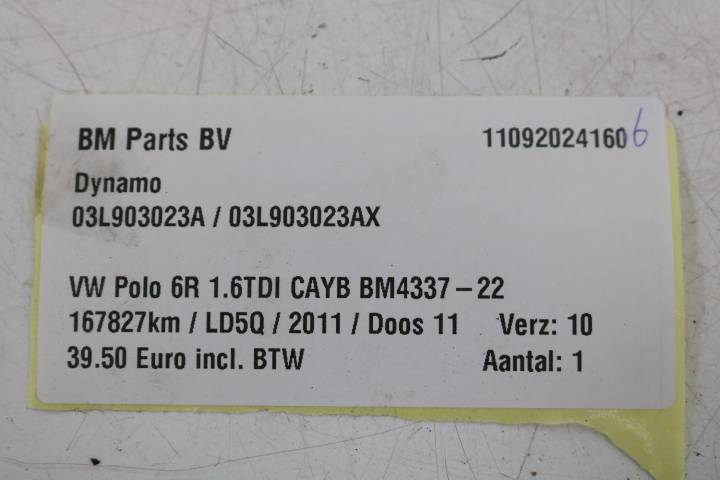 BM Parts BV 110920241606
Dynamo
03L903023A / 03L903023AX
VW Polo 6R 1.6TDI CAYB BM4337-22
167827km / LD5Q / 2011 / Doos 11 Verz: 10
39.50 Euro incl. BTW Aantal: 1